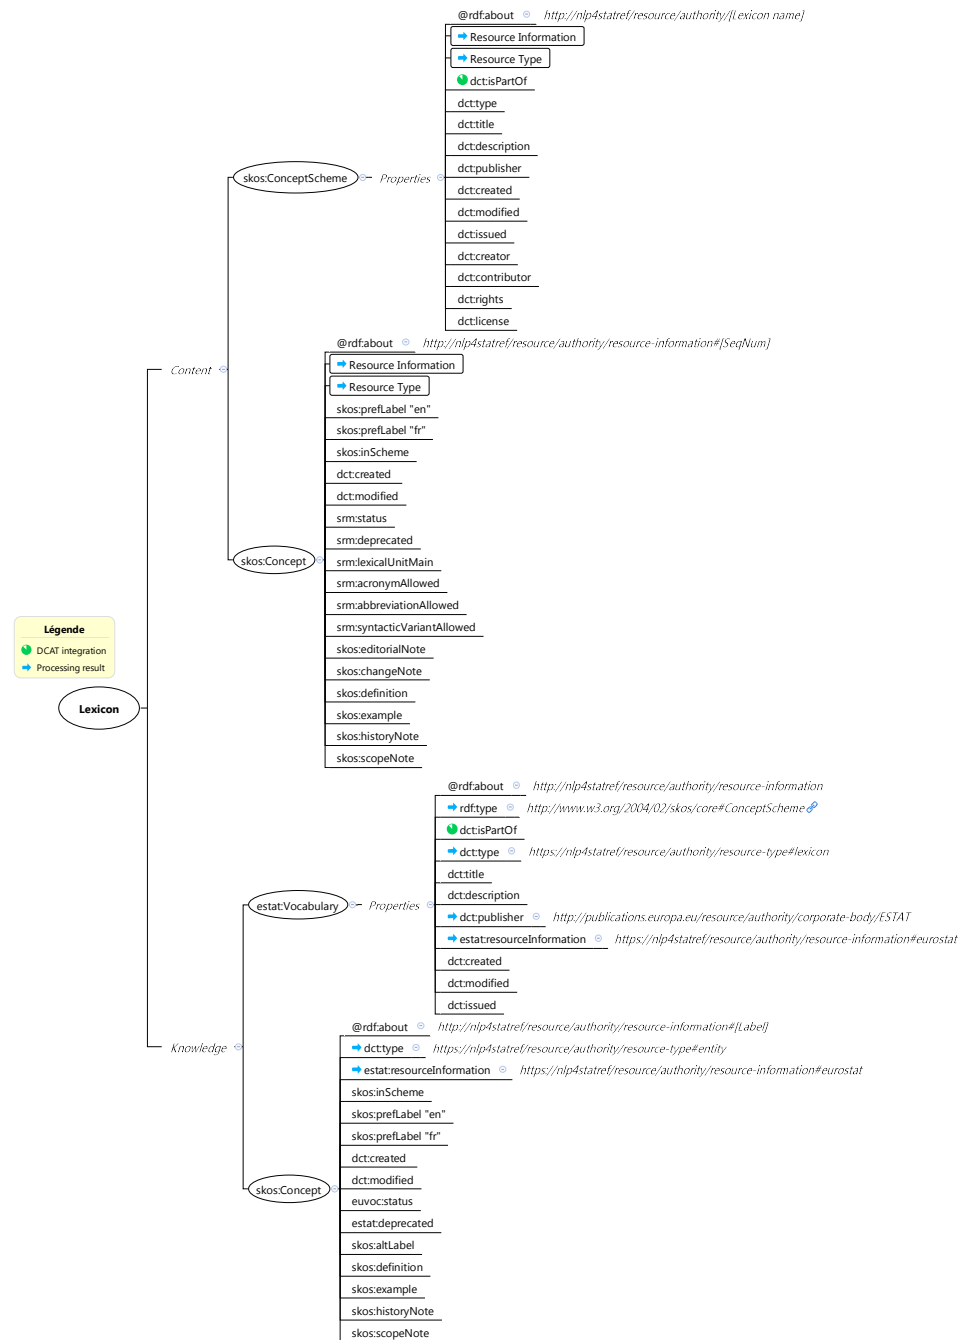 @rdf:about http://nlp4statref/resource/authority/[Lexicon name]
Resource Information
Resource Type
dct:isPartOf
dct:type
dct:title
dct:description
dct:publisher
skos:ConceptScheme Properties
dct:created
dct:modified
dct:issued
dct:creator
dct:contributor
dct:rights
dct:license
@rdf:about http://nlp4statref/resource/authority/resource-information#[SeqNum]
Resource Information
Content
Resource Type
skos:prefLabel "en"
skos:prefLabel "fr"
skos:inScheme
dct:created
dct:modified
srm:status
srm:deprecated
skos:Concept
srm:lexicalUnitMain
srm:acronymAllowed
srm:abbreviationAllowed
srm:syntacticVariantAllowed
Légende
DCAT integration
Processing result
skos:editorialNote
skos:changeNote
skos:definition
Lexicon
skos:example
skos:historyNote
skos:scopeNote
@rdf:about http://nlp4statref/resource/authority/resource-information
rdf:type http://www.w3.org/2004/02/skos/core#ConceptScheme
dct:isPartOf
dct:type https://nlp4statref/resource/authority/resource-type#lexicon
dct:title
dct:description
estat:Vocabulary Properties
dct:publisher http://publications.europa.eu/resource/authority/corporate-body/ESTAT
estat:resourceInformation https://nlp4statref/resource/authority/resource-information#eurostat
dct:created
dct:modified
dct:issued
@rdf:about http://nlp4statref/resource/authority/resource-information#[Label]
Knowledge
dct:type https://nlp4statref/resource/authority/resource-type#entity
estat:resourceInformation https://nlp4statref/resource/authority/resource-information#eurostat
skos:inScheme
skos:prefLabel "en"
skos:prefLabel "fr"
dct:created
dct:modified
skos:Concept
euvoc:status
estat:deprecated
skos:altLabel
skos:definition
skos:example
skos:historyNote
skos:scopeNote